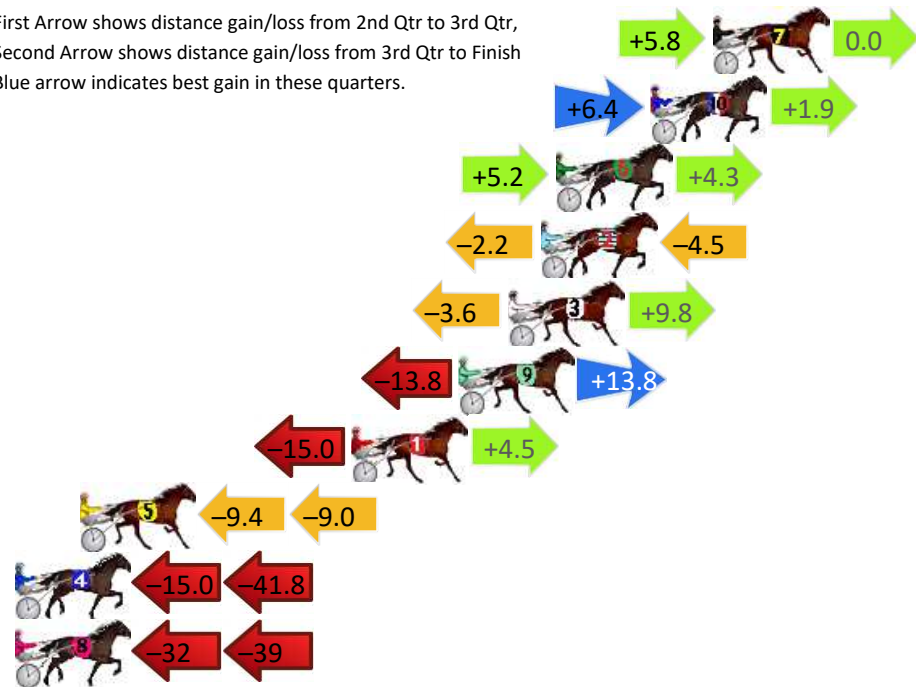 First Arrow shows distance gain/loss from 2nd Qtr to 3rd Qtr,
Second Arrow shows distance gain/loss from 3rd Qtr to Finish
Blue arrow indicates best gain in these quarters.
+5.8 7 0.0
+6.4 10 +1.9
+5.2 +4.3
–2.2 –4.5
–3.6 3 +9.8
–13.8 9 +13.8
–15.0 1 +4.5
5 –9.4 –9.0
4 –15.0 –41.8
8 –32 –39